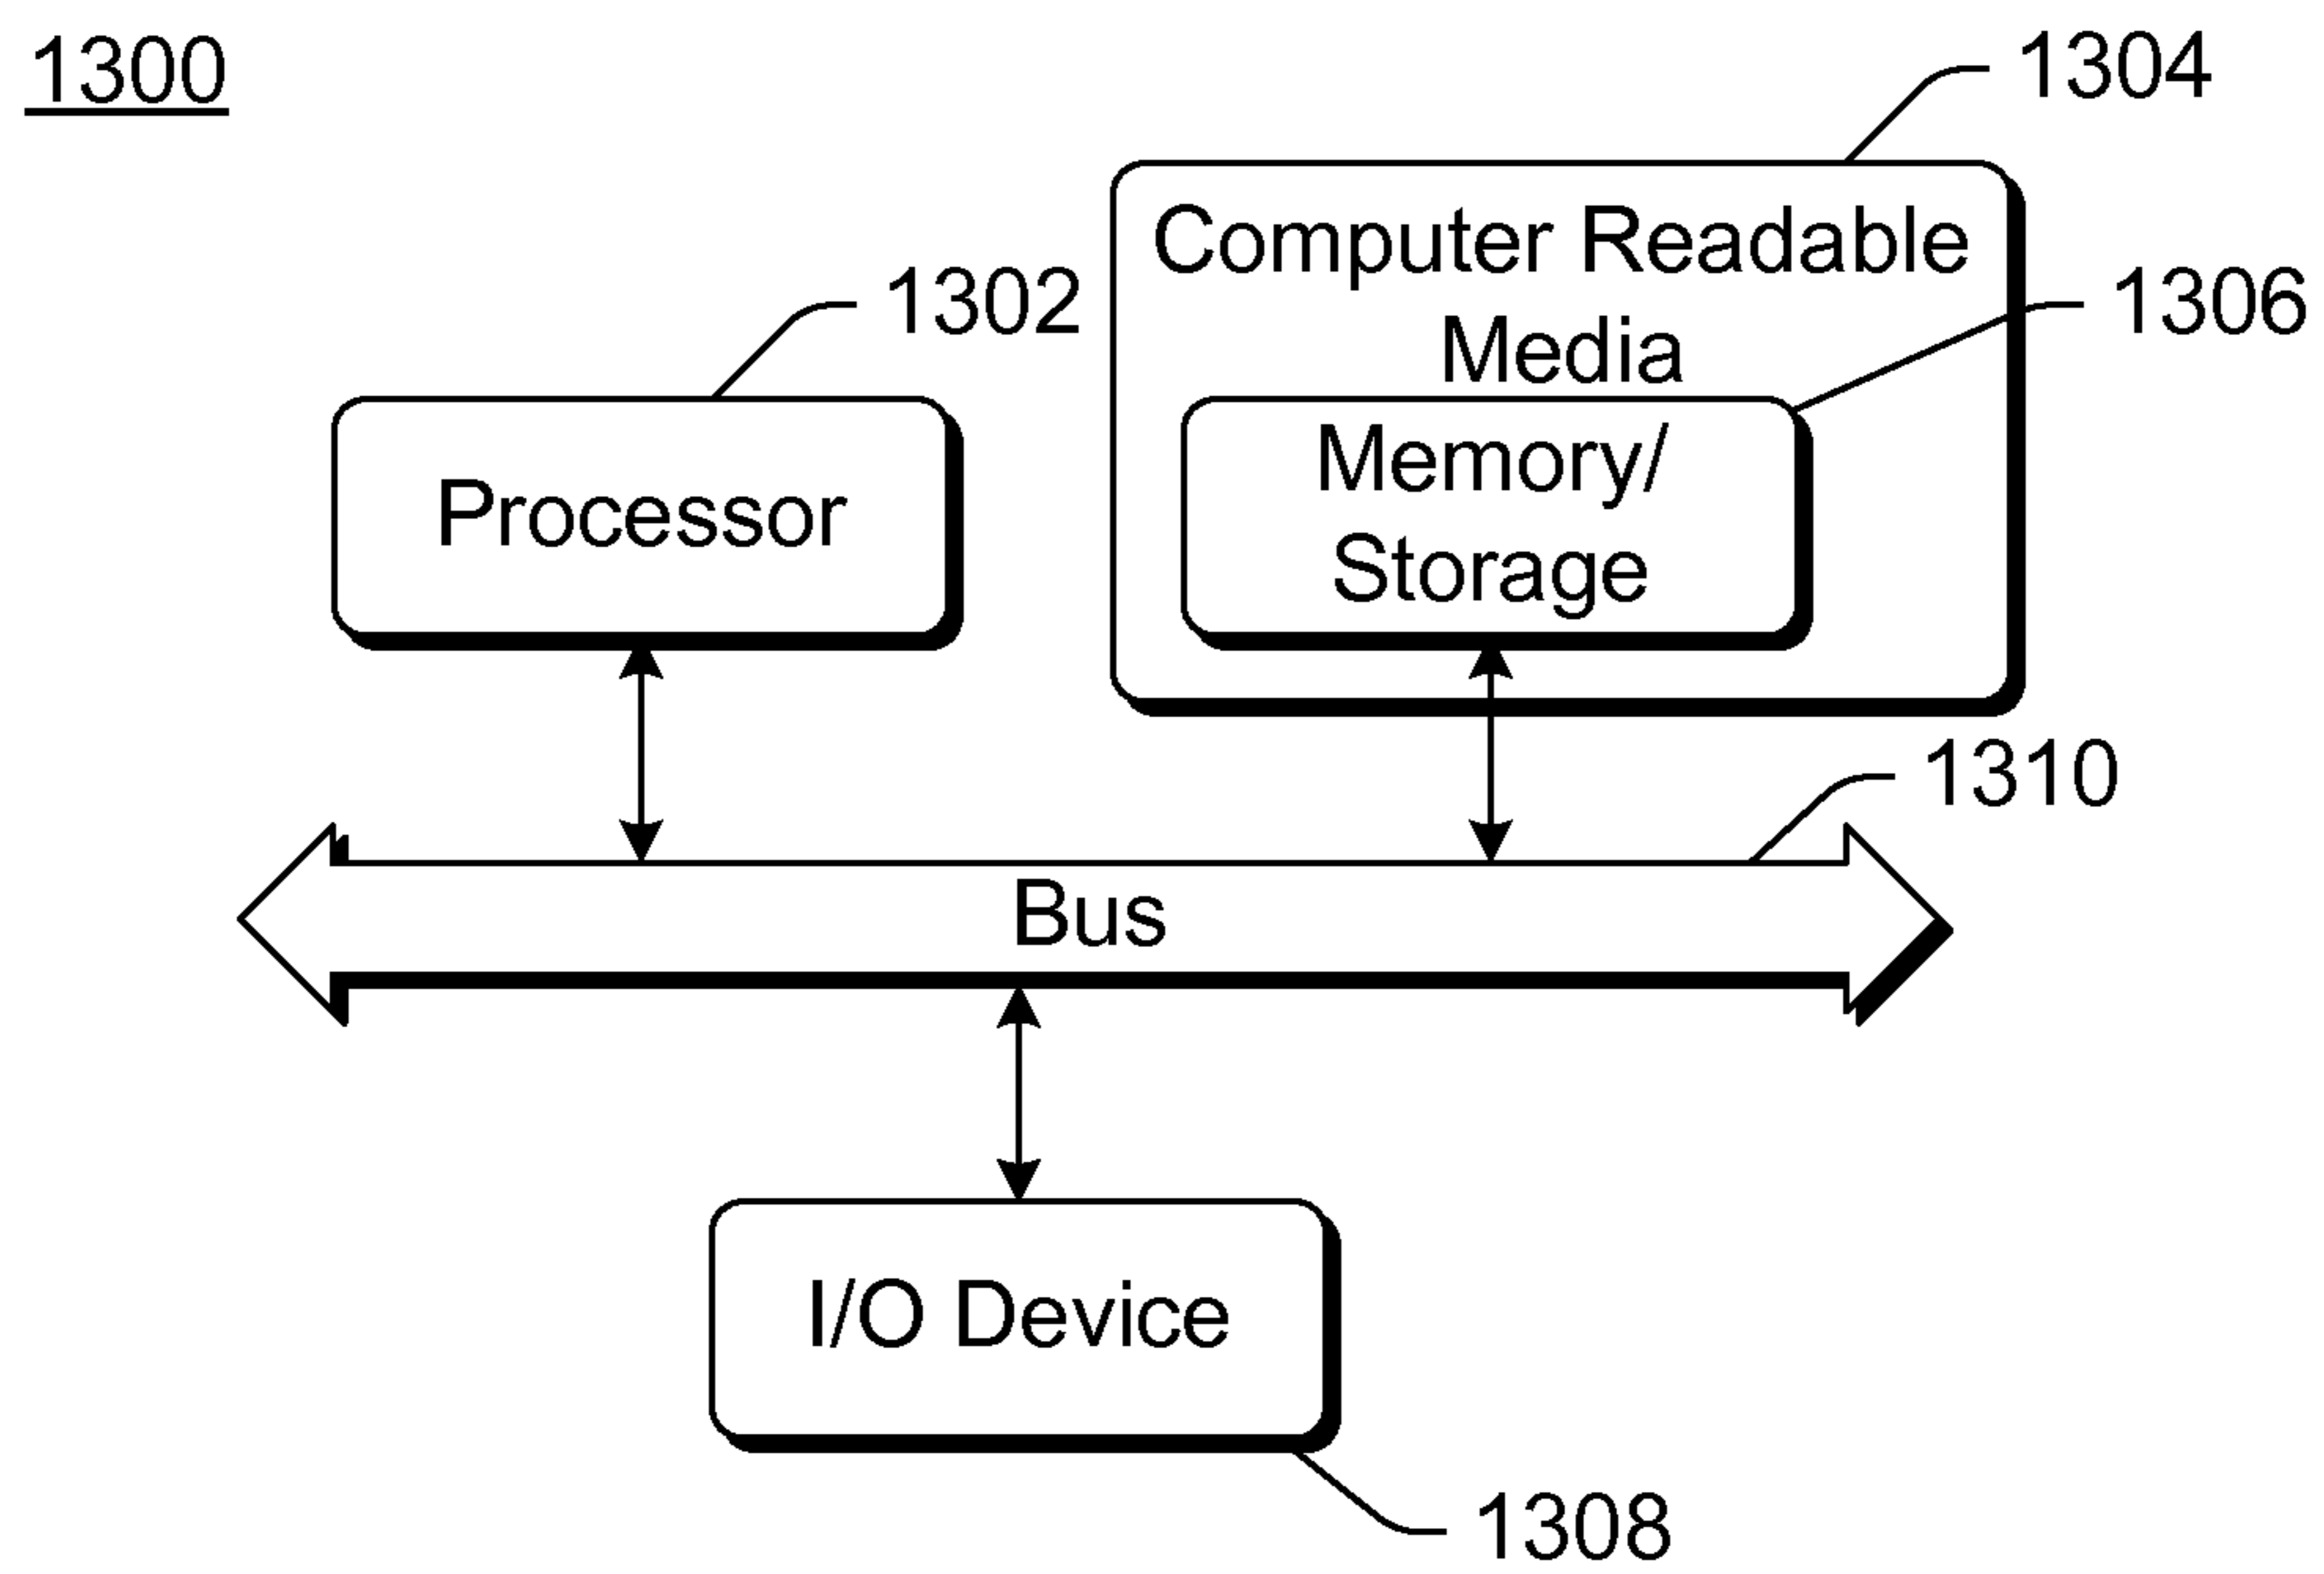 1300
1304
Computer Readable
Media
1302
1306
Processor
Memory/
Storage
1310
Bus
I/O Device
1308